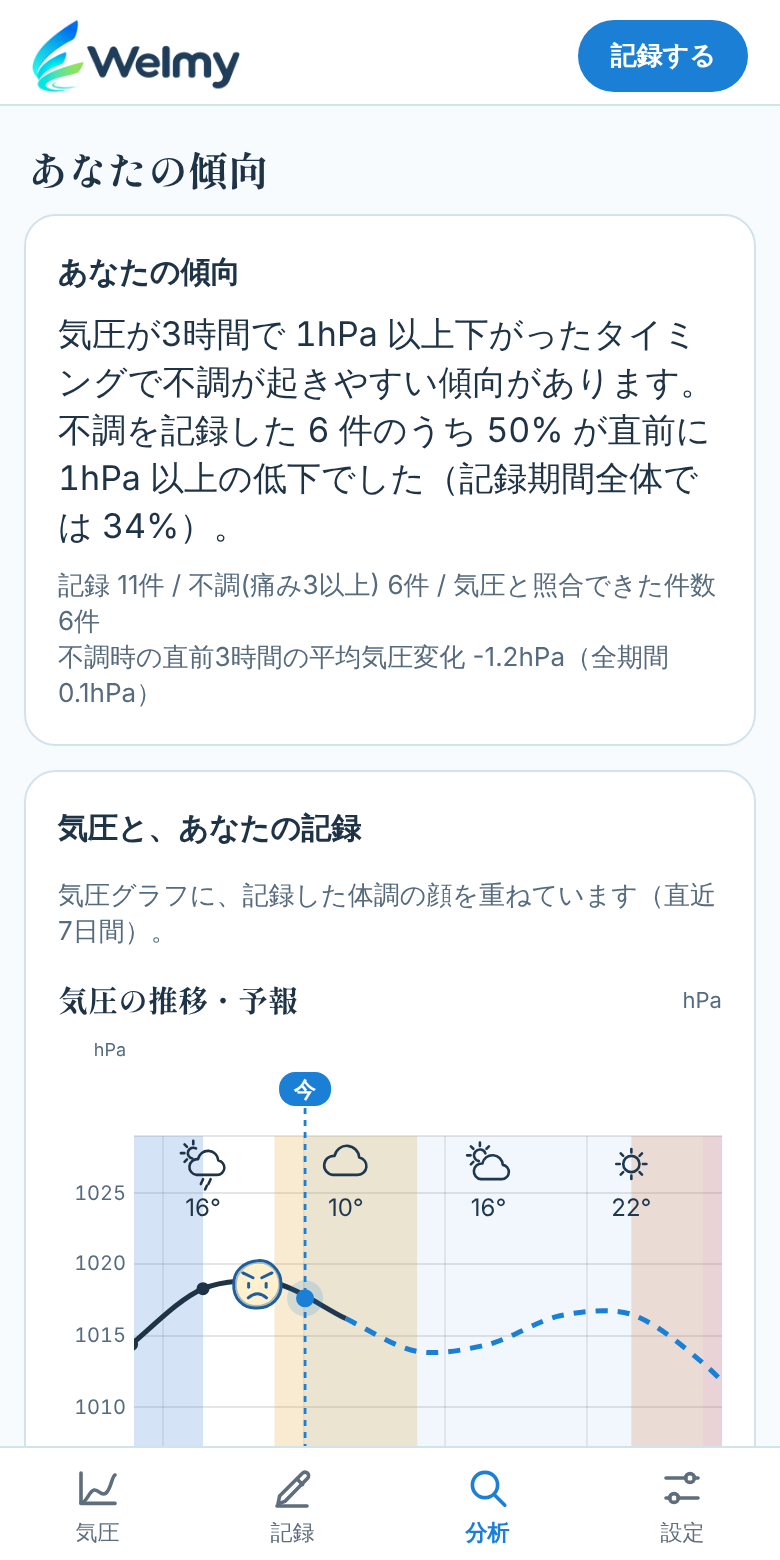 Welmy
記録する
あなたの傾向
あなたの傾向
気圧が3時間で 1hPa 以上下がったタイミ
ングで不調が起きやすい傾向があります。
不調を記録した 6 件のうち 50% が直前に
1hPa 以上の低下でした（記録期間全体で
は 34%）。
記録 11件 / 不調(痛み3以上) 6件 / 気圧と照合できた件数
6件
不調時の直前3時間の平均気圧変化 -1.2hPa（全期間
0.1hPa）
気圧と、あなたの記録
気圧グラフに、記録した体調の顔を重ねています（直近
7日間）。
気圧の推移・予報
hPa
hPa
今
1025
16° 10° 16° 22°
1020
1015
1010
気圧 記録 分析 設定